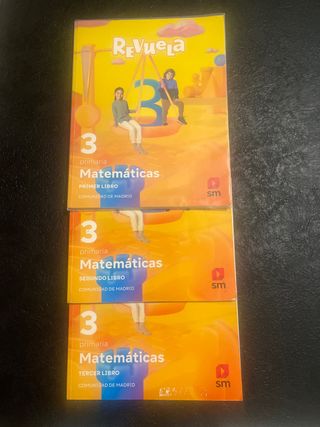 REVUELA
3
3
primaria
Matemáticas
PRIMER LIBRO
COMUNIDAD DE MADRID
sm
3
primaria
Matemáticas
SEGUNDO LIBRO
COMUNIDAD DE MADRID
sm
3
primaria
Matemáticas
TERCER LIBRO
COMUNIDAD DE MADRID
sm